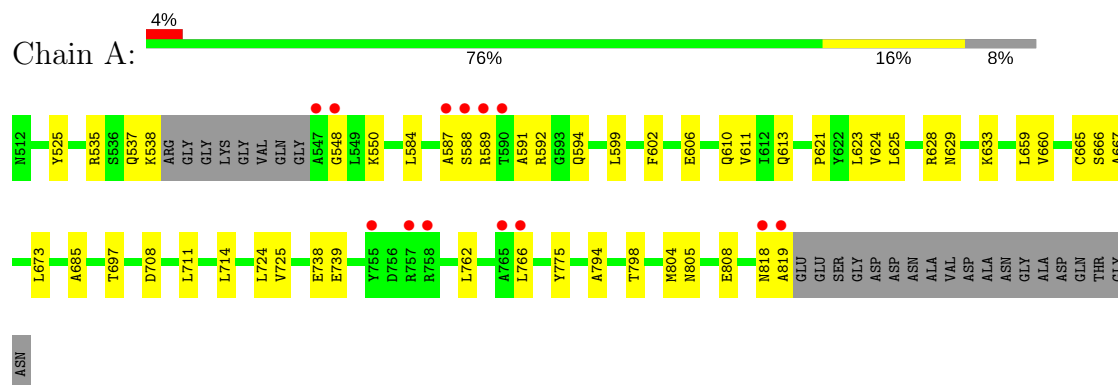 4%
Chain A:
76% 16% 8%
N512 Y525 R535 S536 Q537 K538 ARG GLY GLY LYS GLY VAL GLN GLY A547 G548 L549 K550 L584 A587 S588 R589 T590 A591 R592 G593 Q594 L599 F602 E606 Q610 V611 I612 Q613 P621 Y622 L623 V624 L625 R628 N629 K633 L659 V660 C665 S666 A667
L673 A685 T697 D708 L711 L714 L724 V725 E738 E739 Y755 D756 R757 R758 L762 A765 L766 Y775 A794 T798 M804 N805 E808 N818 A819 GLU GLU SER GLY ASP ASP ASN ALA VAL ASP ALA ASN GLY ALA ASP GLN THR GLY
ASN